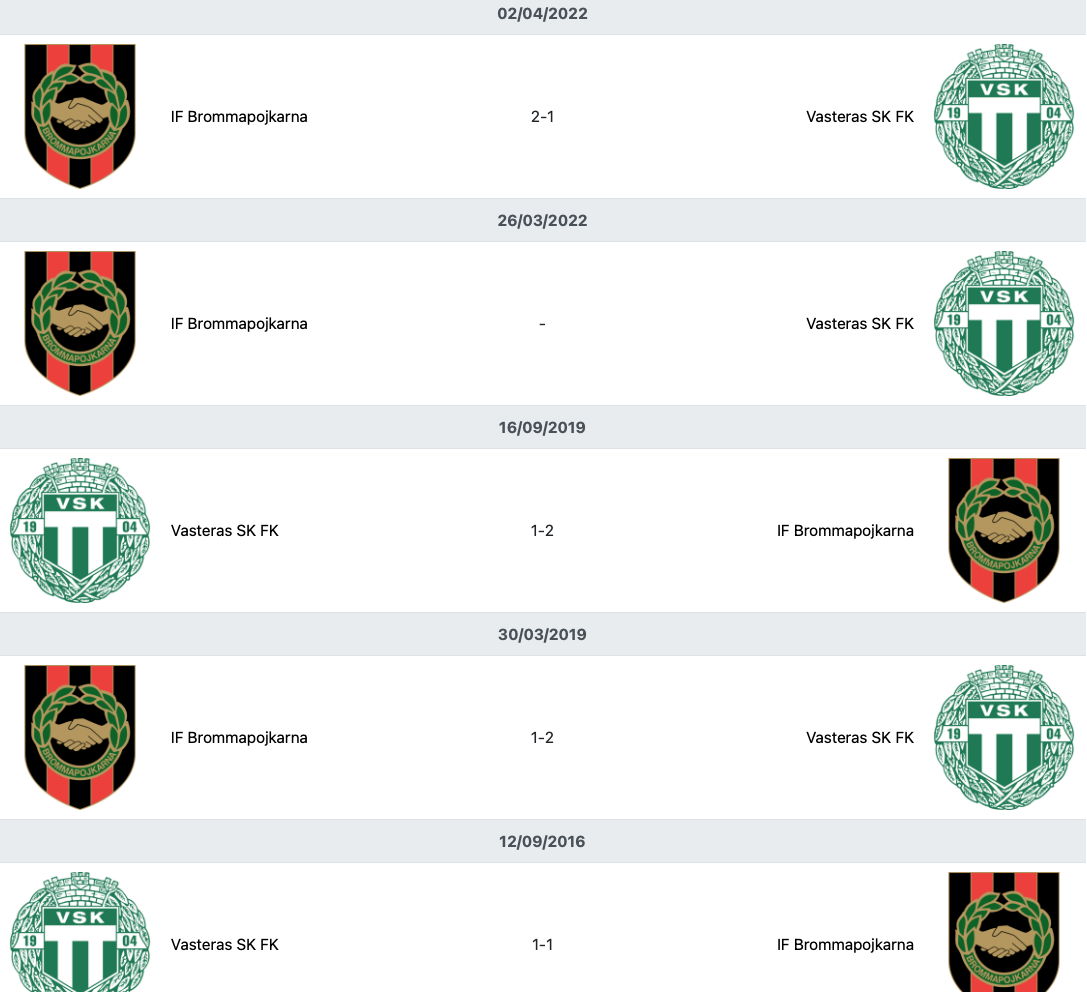 02/04/2022
BROMMAPOJKARNA
IF Brommapojkarna
2-1
Vasteras SK FK
VSK
19 04
26/03/2022
BROMMAPOJKARNA
IF Brommapojkarna
-
Vasteras SK FK
VSK
19 04
16/09/2019
VSK
19 04
Vasteras SK FK
1-2
IF Brommapojkarna
BROMMAPOJKARNA
30/03/2019
BROMMAPOJKARNA
IF Brommapojkarna
1-2
Vasteras SK FK
VSK
19 04
12/09/2016
VSK
19 04
Vasteras SK FK
1-1
IF Brommapojkarna